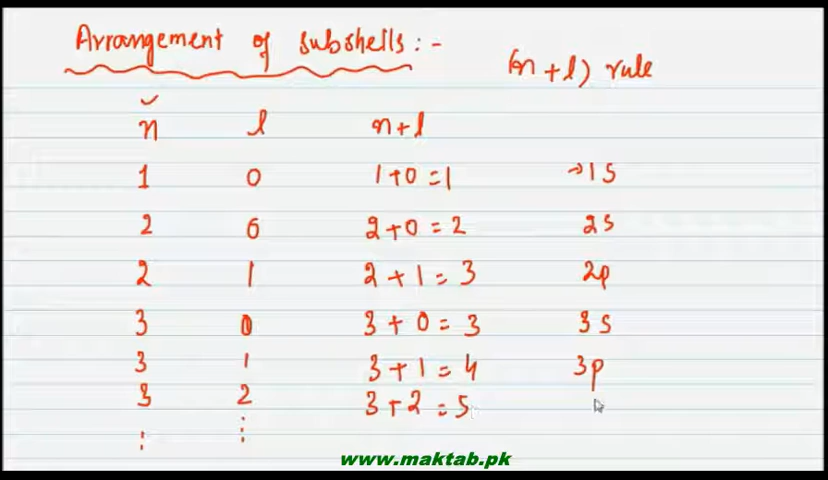 Arrangement of subshells:-
(n+l) rule
n l n+l
1 0 1+0=1 →1s
2 0 2+0=2 2s
2 1 2+1=3 2p
3 0 3+0=3 3s
3 1 3+1=4 3p
3 2 3+2=5
⋮ ⋮
www.maktab.pk